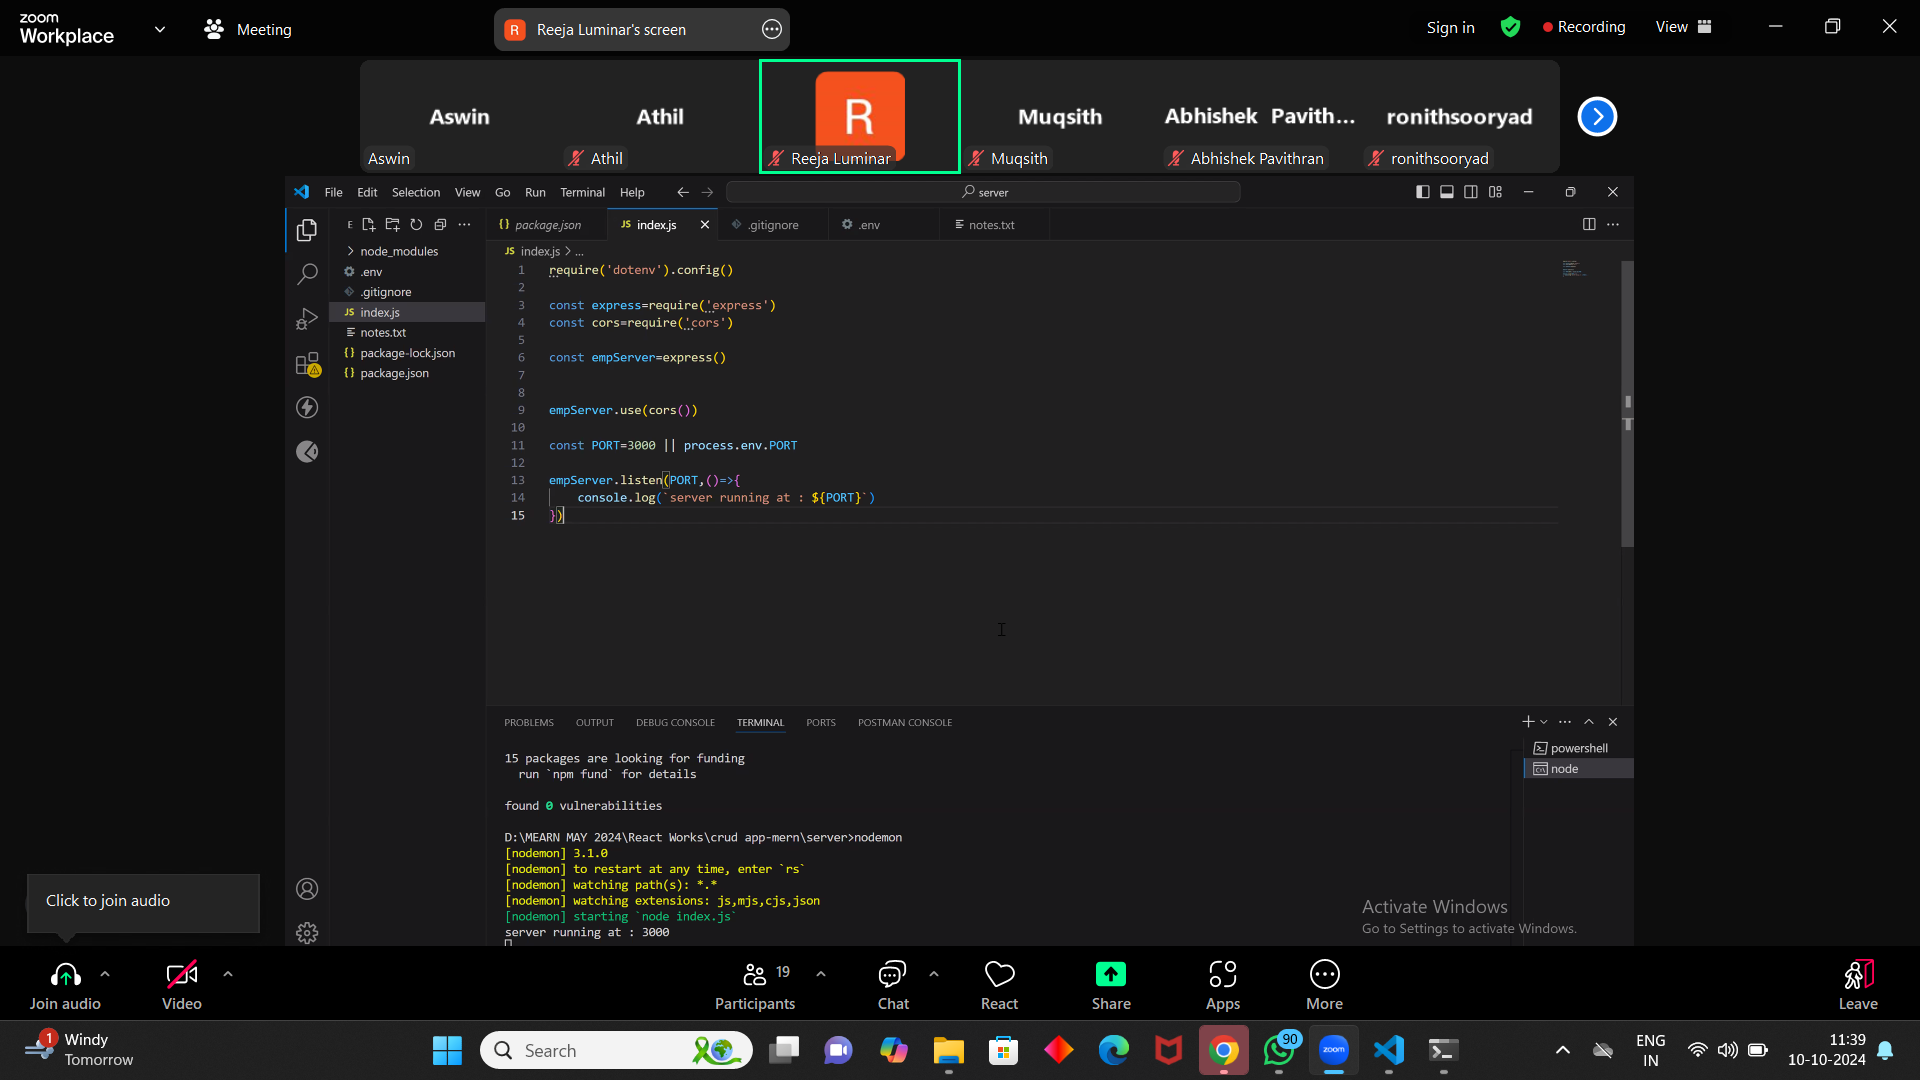 zoom
Workplace
Meeting
R Reeja Luminar's screen
Sign in
Recording
View
Aswin
Athil
R
Muqsith
Abhishek Pavith...
ronithsooryad
Aswin
Athil
Reeja Luminar
Muqsith
Abhishek Pavithran
ronithsooryad
File Edit Selection View Go Run Terminal Help
server
E
{} package.json
JS index.js
.gitignore
.env
notes.txt
node_modules
.env
.gitignore
JS index.js
notes.txt
{} package-lock.json
{} package.json
JS index.js > ...
1 require('dotenv').config()
2
3 const express=require('express')
4 const cors=require('cors')
5
6 const empServer=express()
7
8
9 empServer.use(cors())
10
11 const PORT=3000 || process.env.PORT
12
13 empServer.listen(PORT,()=>{
14 console.log(`server running at : ${PORT}`)
15 })
PROBLEMS OUTPUT DEBUG CONSOLE TERMINAL PORTS POSTMAN CONSOLE
powershell
node
15 packages are looking for funding
run `npm fund` for details
found 0 vulnerabilities
D:\MEARN MAY 2024\React Works\crud app-mern\server>nodemon
[nodemon] 3.1.0
[nodemon] to restart at any time, enter `rs`
[nodemon] watching path(s): *.*
[nodemon] watching extensions: js,mjs,cjs,json
[nodemon] starting `node index.js`
server running at : 3000
Activate Windows
Go to Settings to activate Windows.
Click to join audio
Join audio
Video
19
Participants
Chat
React
Share
Apps
More
Leave
1
Windy
Tomorrow
Search
90
zoom
ENG
IN
11:39
10-10-2024